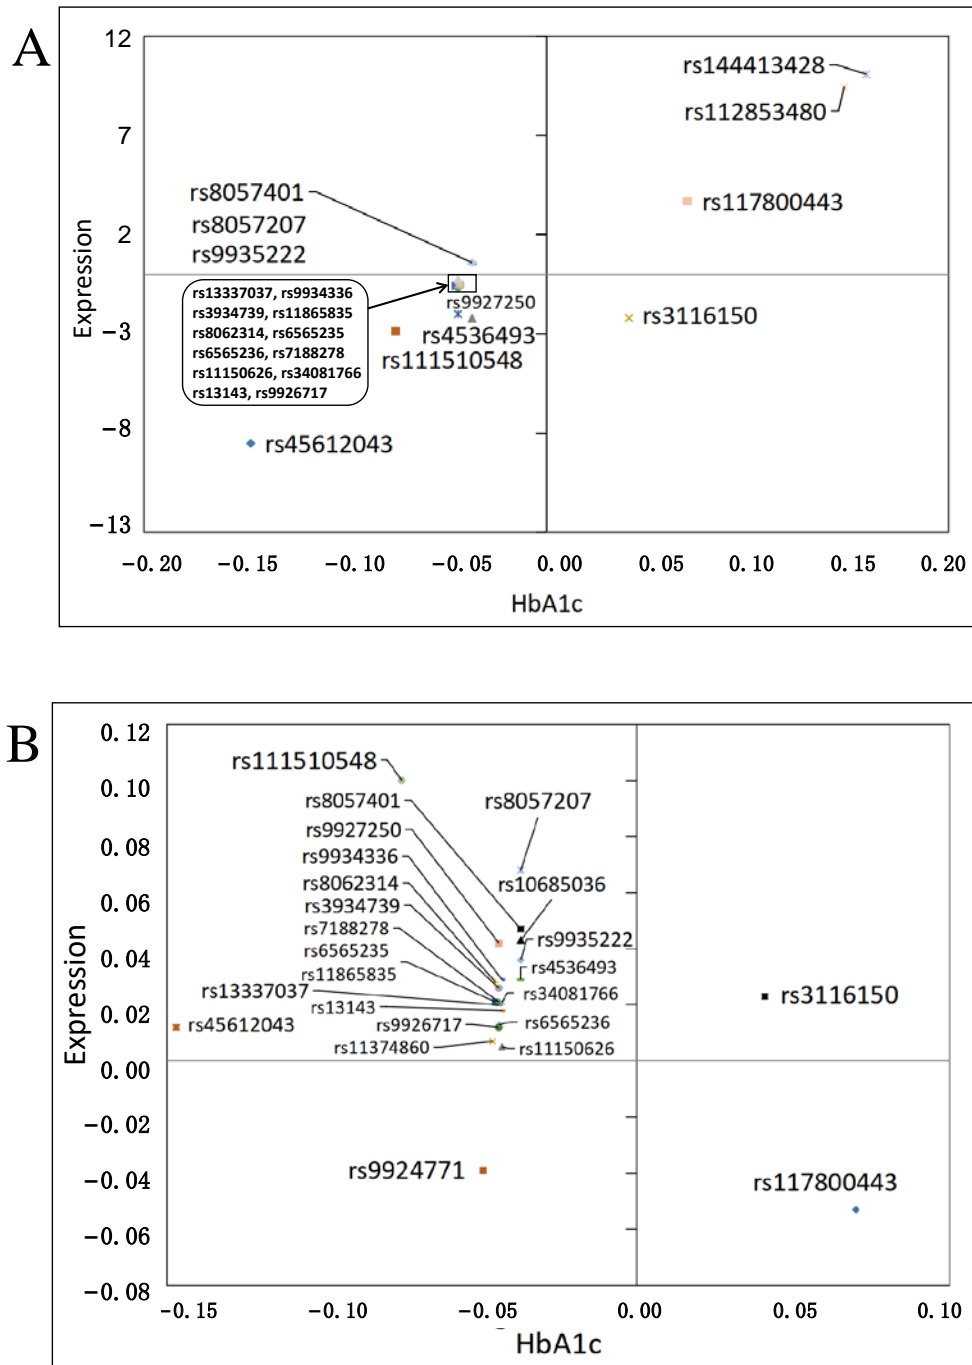 A
12
rs144413428
rs112853480
7
rs8057401
rs117800443
rs8057207
2
rs9935222
Expression
rs13337037, rs9934336
rs3934739, rs11865835
rs8062314, rs6565235
rs6565236, rs7188278
rs11150626, rs34081766
rs13143, rs9926717
rs9927250
rs3116150
−3
rs4536493
rs111510548
−8
rs45612043
−13
−0.20 −0.15 −0.10 −0.05 0.00 0.05 0.10 0.15 0.20
HbA1c
B
0.12
rs111510548
0.10
rs8057401
rs8057207
rs9927250
0.08
rs9934336
rs8062314
rs10685036
0.06
rs3934739
rs7188278
rs9935222
0.04
rs6565235
rs4536493
rs11865835
rs13337037
rs34081766
rs3116150
0.02
rs13143
rs45612043
rs9926717
rs6565236
rs11374860
rs11150626
Expression
0.00
−0.02
−0.04
rs9924771
rs117800443
−0.06
−0.08
−0.15 −0.10 −0.05 0.00 0.05 0.10
HbA1c